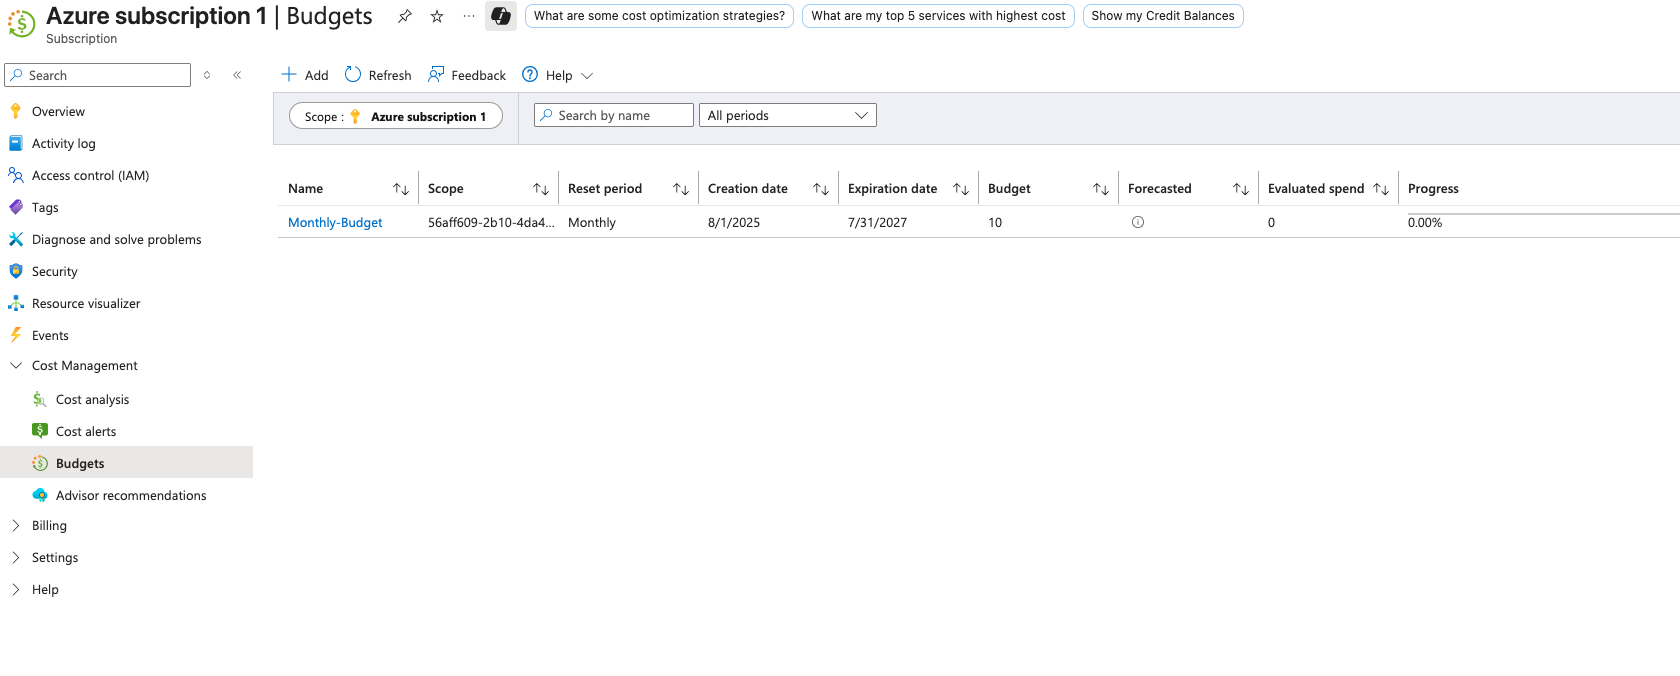 Azure subscription 1 | Budgets
What are some cost optimization strategies?
What are my top 5 services with highest cost
Show my Credit Balances
Subscription
Search
Add
Refresh
Feedback
Help
Scope : Azure subscription 1
Search by name
All periods
Overview
Activity log
Access control (IAM)
Tags
Diagnose and solve problems
Security
Resource visualizer
Events
Cost Management
Cost analysis
Cost alerts
Budgets
Advisor recommendations
Billing
Settings
Help
Name Scope Reset period Creation date Expiration date Budget Forecasted Evaluated spend Progress
Monthly-Budget 56aff609-2b10-4da4... Monthly 8/1/2025 7/31/2027 10 0 0.00%